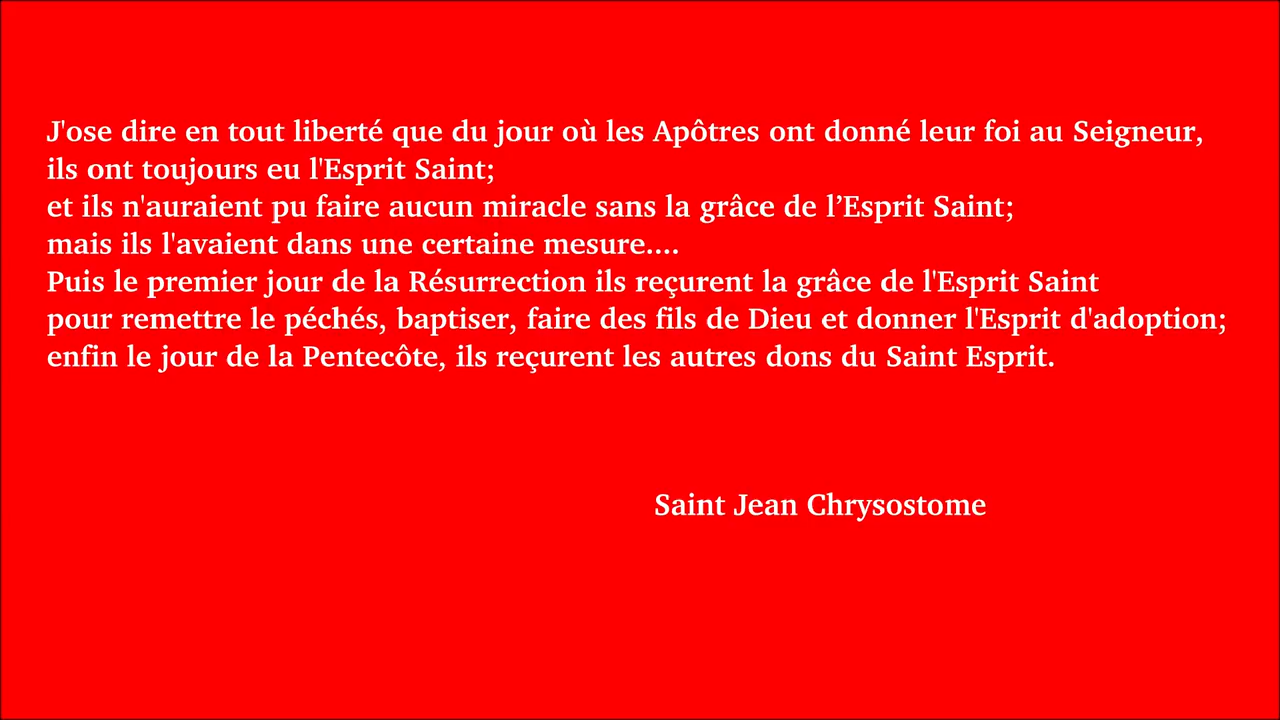 J'ose dire en tout liberté que du jour où les Apôtres ont donné leur foi au Seigneur,
ils ont toujours eu l'Esprit Saint;
et ils n'auraient pu faire aucun miracle sans la grâce de l’Esprit Saint;
mais ils l'avaient dans une certaine mesure....
Puis le premier jour de la Résurrection ils reçurent la grâce de l'Esprit Saint
pour remettre le péchés, baptiser, faire des fils de Dieu et donner l'Esprit d'adoption;
enfin le jour de la Pentecôte, ils reçurent les autres dons du Saint Esprit.
Saint Jean Chrysostome